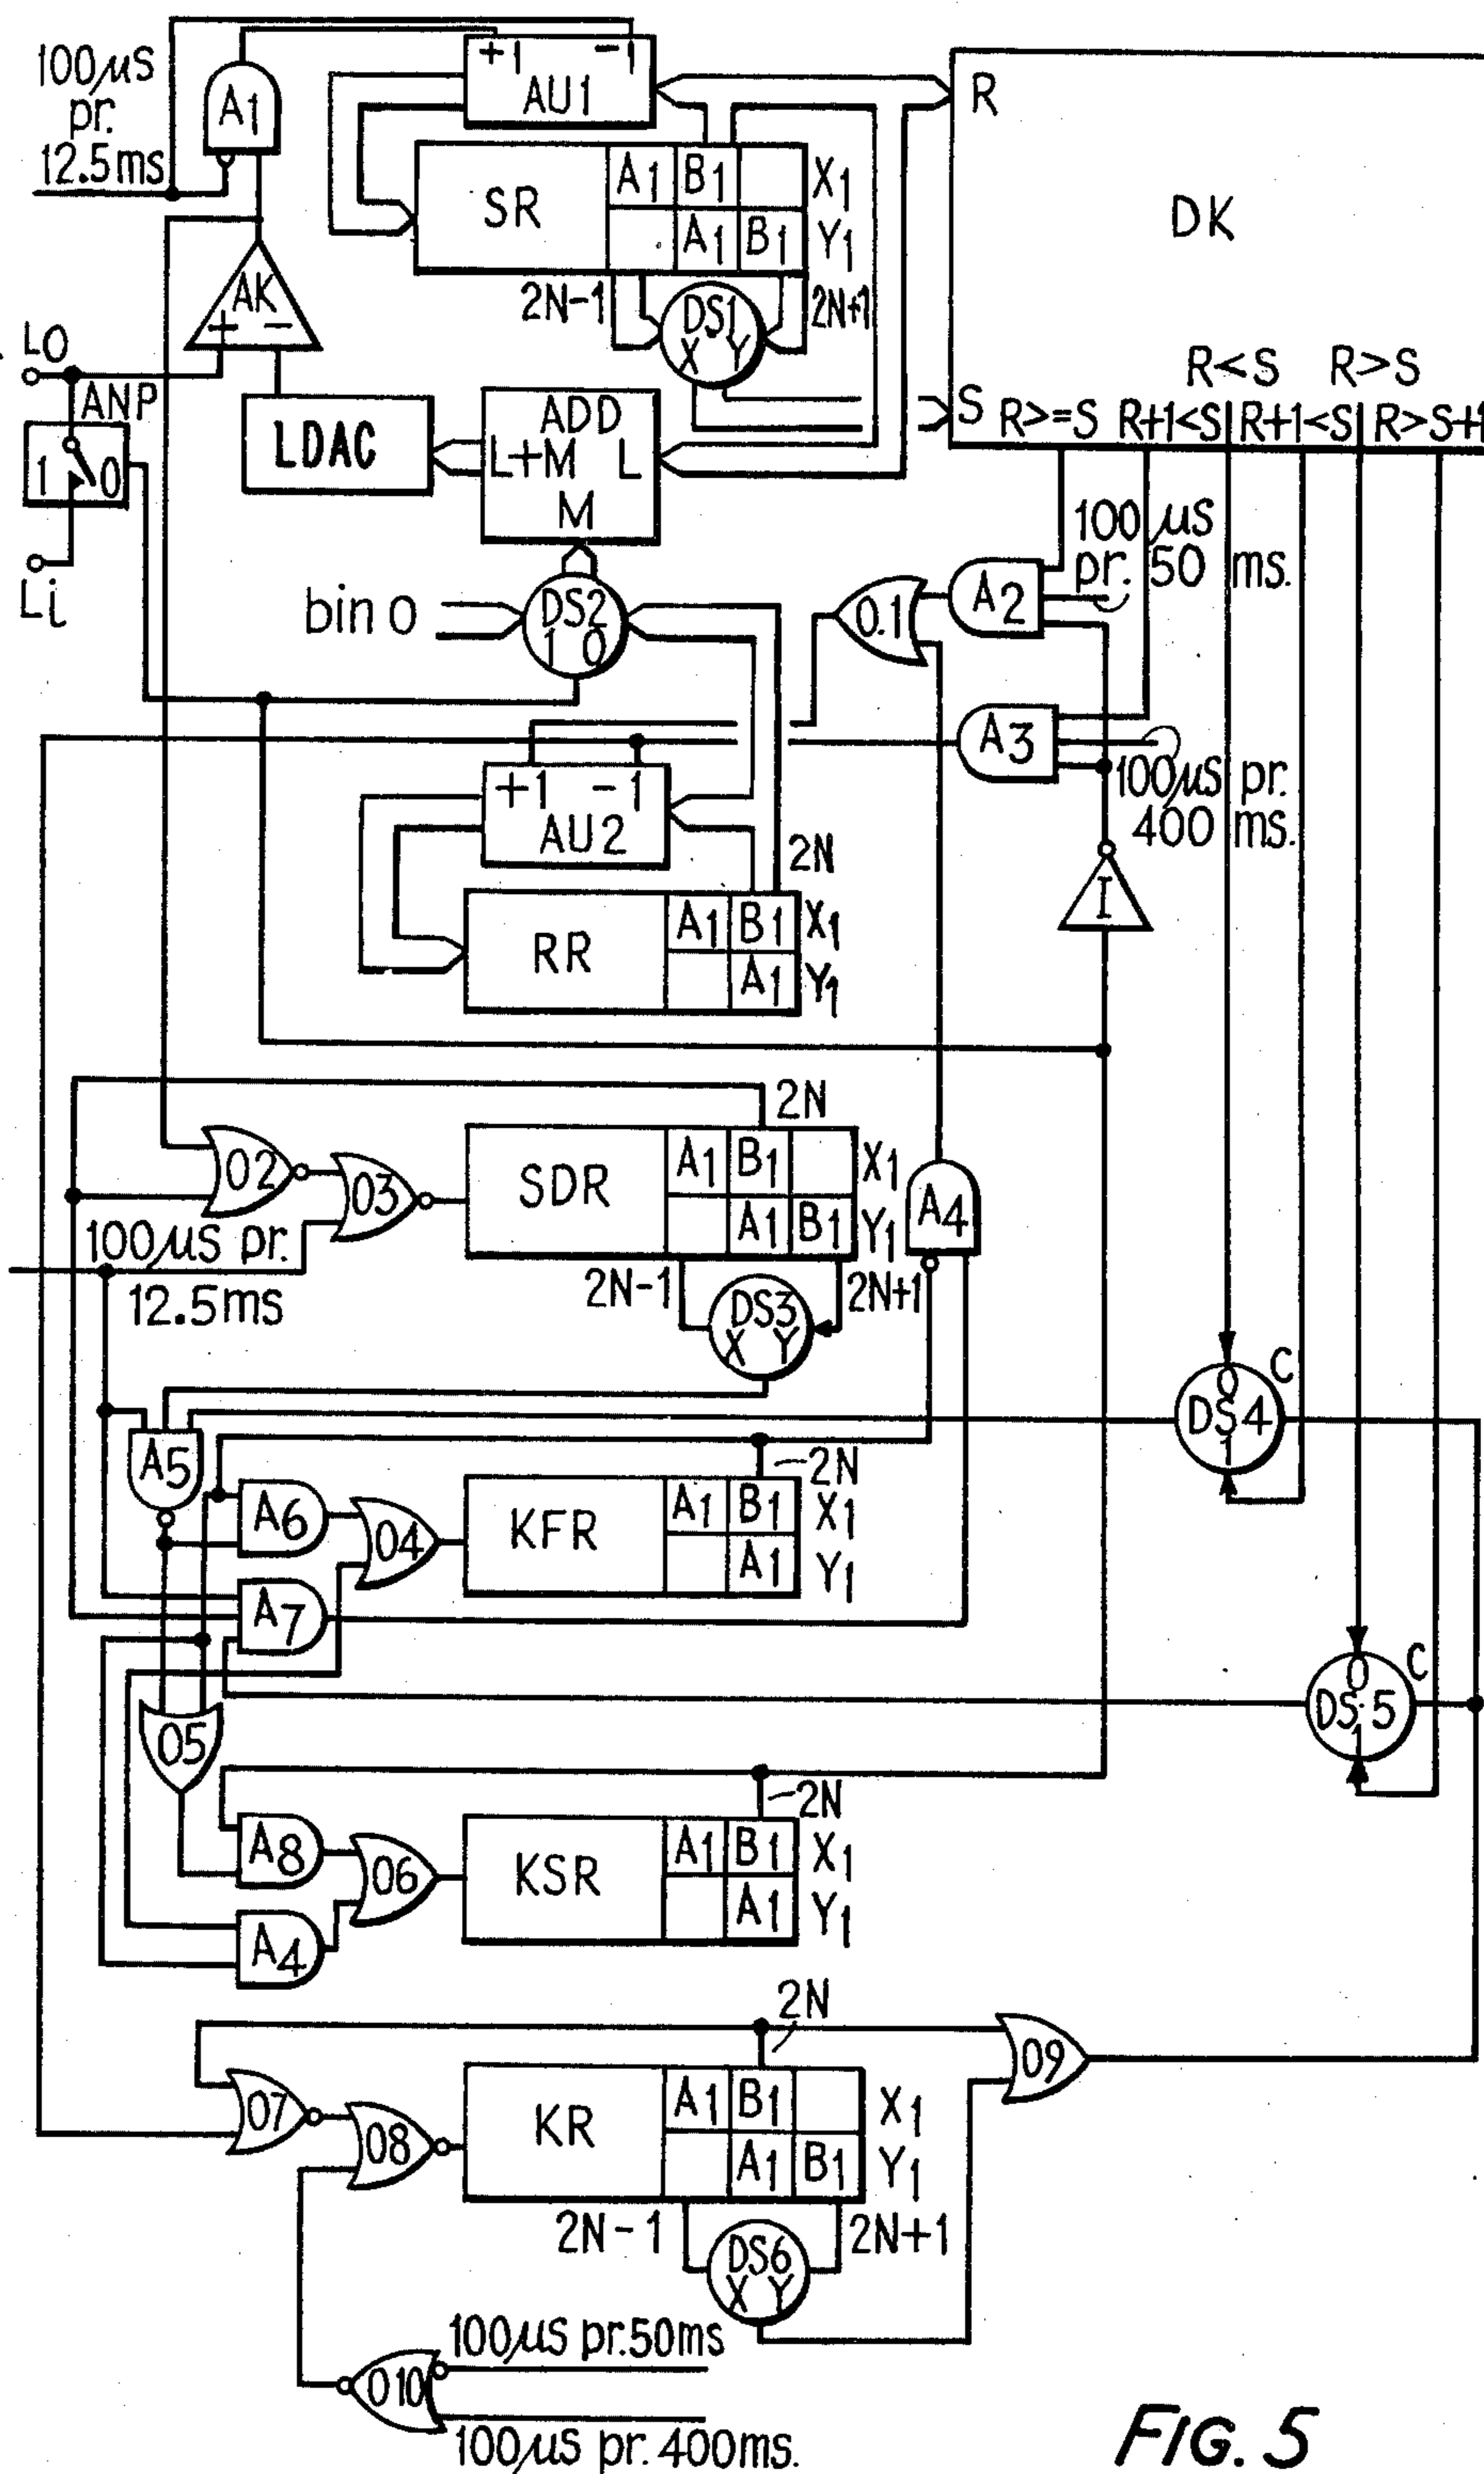 100μS
pr.
12.5ms
A1
+1 -1
AU1
R
DK
SR
A1 B1
A1 B1
X1
Y1
2N-1
DS1
X Y
2N+1
AK
+ -
LO
ANP
1 0
Li
LDAC
ADD
L+M L
M
S
R<S R>S
R>=S R+1<S R+1<S R>S+1
100μS
pr. 50 ms.
bin 0
DS2
1 0
0.1
A2
A3
100μS pr.
400 ms.
+1 -1
AU2
2N
RR
A1 B1
A1
X1
Y1
I
2N
02
03
SDR
A1 B1
A1 B1
X1
Y1
A4
100μS pr.
12.5ms
2N-1
DS3
X Y
2N+1
0
DS4
1
C
A5
-2N
A6
04
KFR
A1 B1
A1
X1
Y1
A7
0
DS.5
1
C
05
-2N
A8
06
KSR
A1 B1
A1
X1
Y1
A4
2N
09
07
08
KR
A1 B1
A1 B1
X1
Y1
2N-1
DS6
X Y
2N+1
100μS pr.50ms
010
100μS pr. 400ms.
FIG. 5